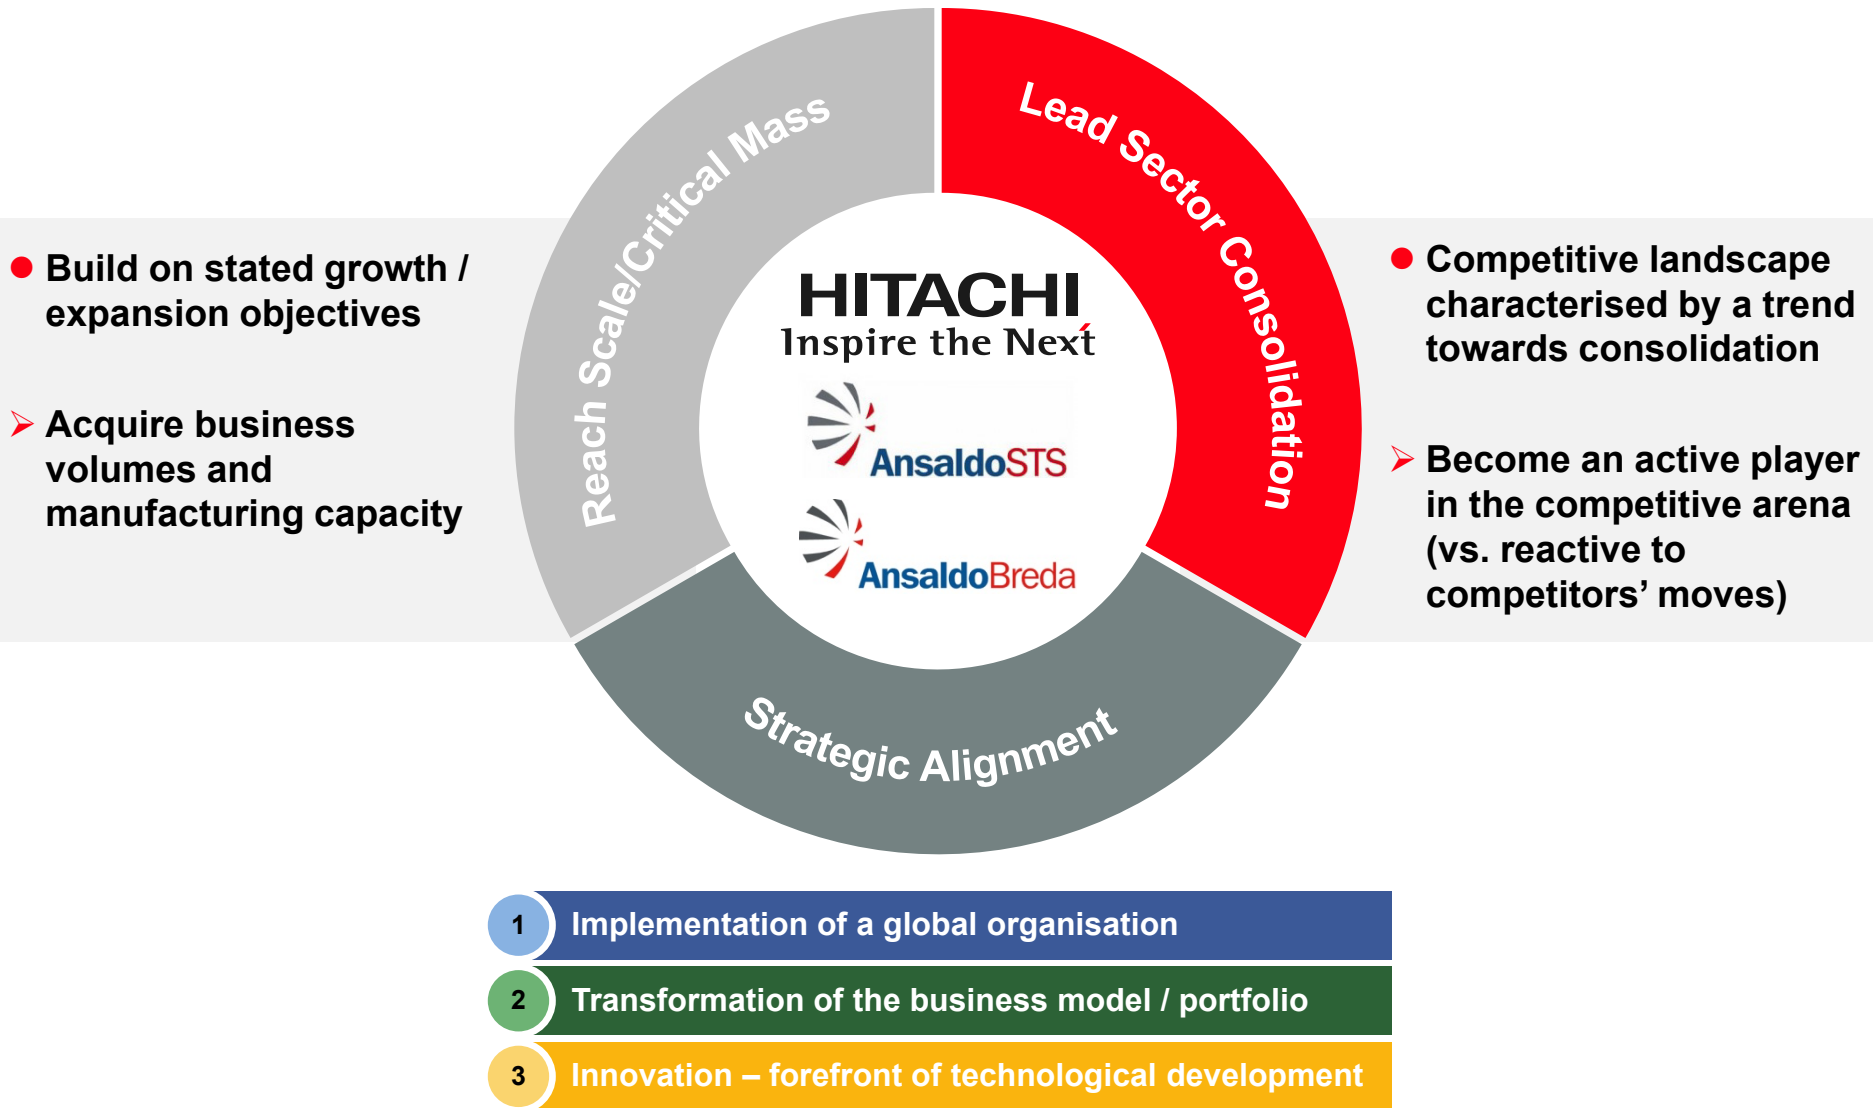 Reach Scale/Critical Mass
Lead Sector Consolidation
Strategic Alignment
HITACHI
Inspire the Next
AnsaldoSTS
AnsaldoBreda
Build on stated growth /
expansion objectives
Acquire business
volumes and
manufacturing capacity
Competitive landscape
characterised by a trend
towards consolidation
Become an active player
in the competitive arena
(vs. reactive to
competitors’ moves)
1 Implementation of a global organisation
2 Transformation of the business model / portfolio
3 Innovation – forefront of technological development